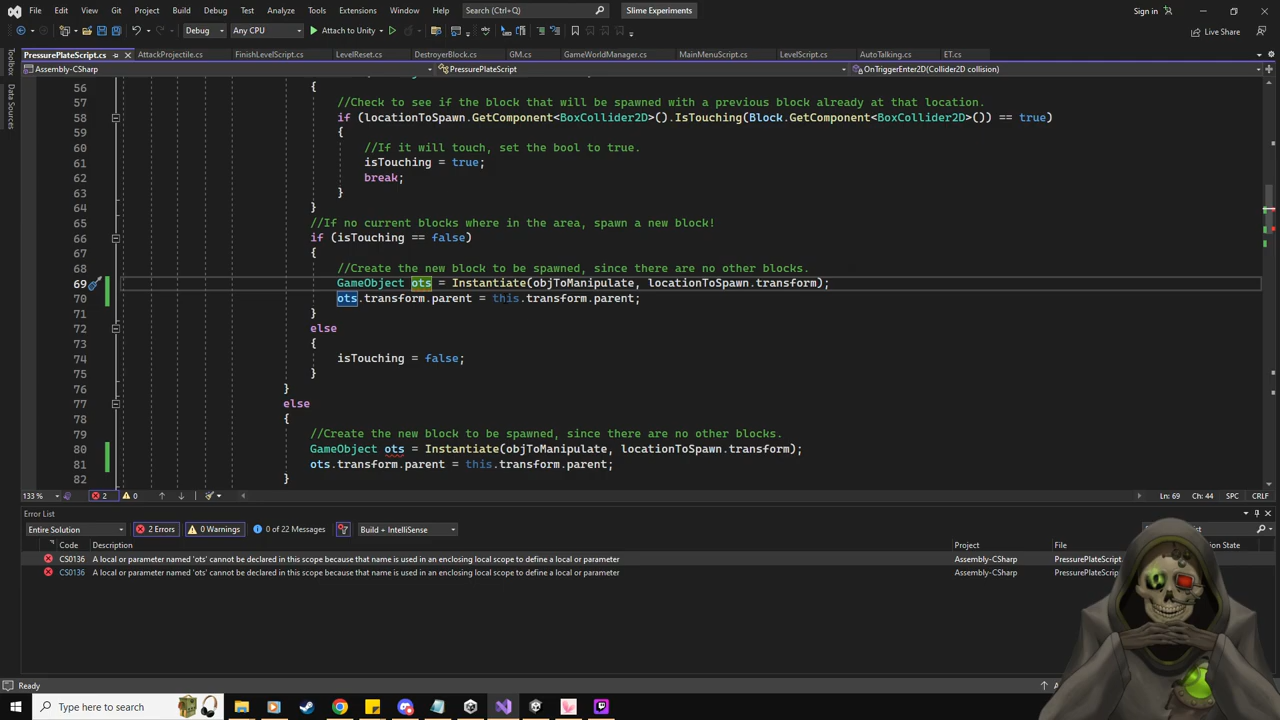 File Edit View Git Project Build Debug Test Analyze Tools Extensions Window Help Search (Ctrl+Q) Slime Experiments Sign in
Debug Any CPU Attach to Unity Live Share
PressurePlateScript.cs AttackProjectile.cs FinishLevelScript.cs LevelReset.cs DestroyerBlock.cs GM.cs GameWorldManager.cs MainMenuScript.cs LevelScript.cs AutoTalking.cs ET.cs
Assembly-CSharp PressurePlateScript OnTriggerEnter2D(Collider2D collision)
Toolbox
Data Sources
56 {
57 //Check to see if the block that will be spawned with a previous block already at that location.
58 if (locationToSpawn.GetComponent<BoxCollider2D>().IsTouching(Block.GetComponent<BoxCollider2D>()) == true)
59 {
60 //If it will touch, set the bool to true.
61 isTouching = true;
62 break;
63 }
64 }
65 //If no current blocks where in the area, spawn a new block!
66 if (isTouching == false)
67 {
68 //Create the new block to be spawned, since there are no other blocks.
69 GameObject ots = Instantiate(objToManipulate, locationToSpawn.transform);
70 ots.transform.parent = this.transform.parent;
71 }
72 else
73 {
74 isTouching = false;
75 }
76 }
77 else
78 {
79 //Create the new block to be spawned, since there are no other blocks.
80 GameObject ots = Instantiate(objToManipulate, locationToSpawn.transform);
81 ots.transform.parent = this.transform.parent;
82 }
133 % 2 0 Ln: 69 Ch: 44 SPC CRLF
Error List
Entire Solution 2 Errors 0 Warnings 0 of 22 Messages Build + IntelliSense
Code Description Project File State
CS0136 A local or parameter named 'ots' cannot be declared in this scope because that name is used in an enclosing local scope to define a local or parameter Assembly-CSharp PressurePlateScript.
CS0136 A local or parameter named 'ots' cannot be declared in this scope because that name is used in an enclosing local scope to define a local or parameter Assembly-CSharp PressurePlateScript
Ready
Type here to search